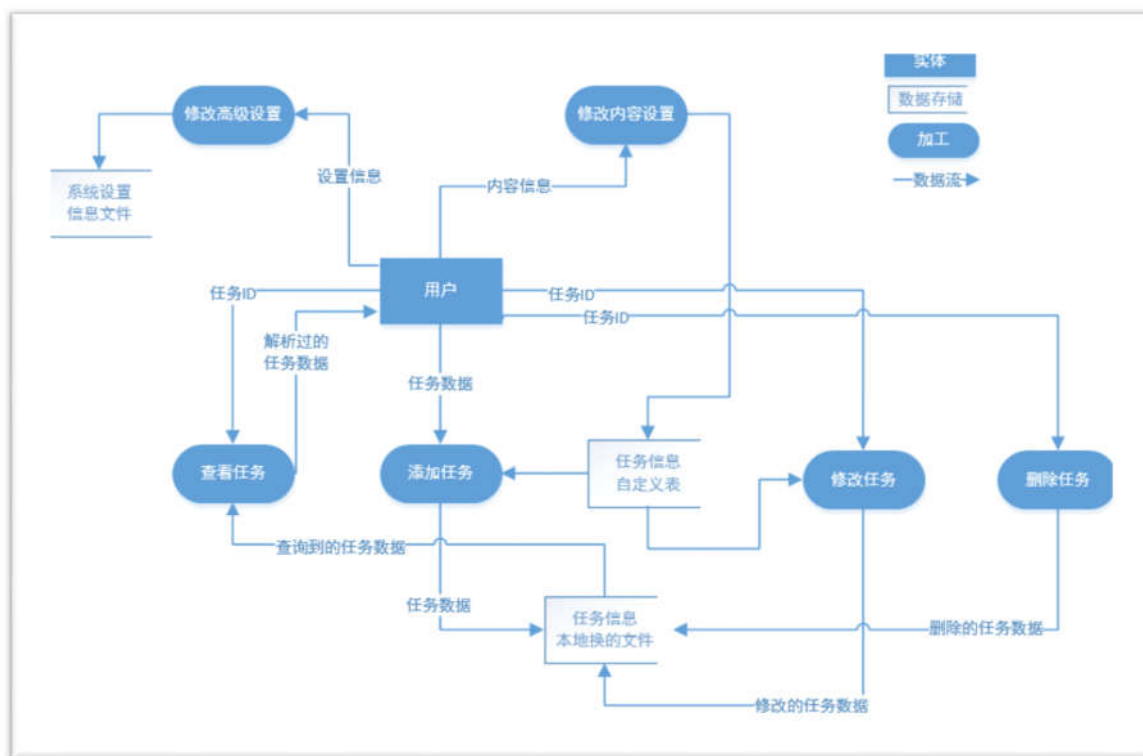 实体
数据存储
加工
数据流
修改高级设置
修改内容设置
设置信息
内容信息
系统设置
信息文件
用户
任务ID
任务ID
任务ID
解析过的
任务数据
任务数据
查看任务
添加任务
任务信息
自定义表
修改任务
删除任务
查询到的任务数据
任务数据
任务信息
本地换的文件
删除的任务数据
修改的任务数据